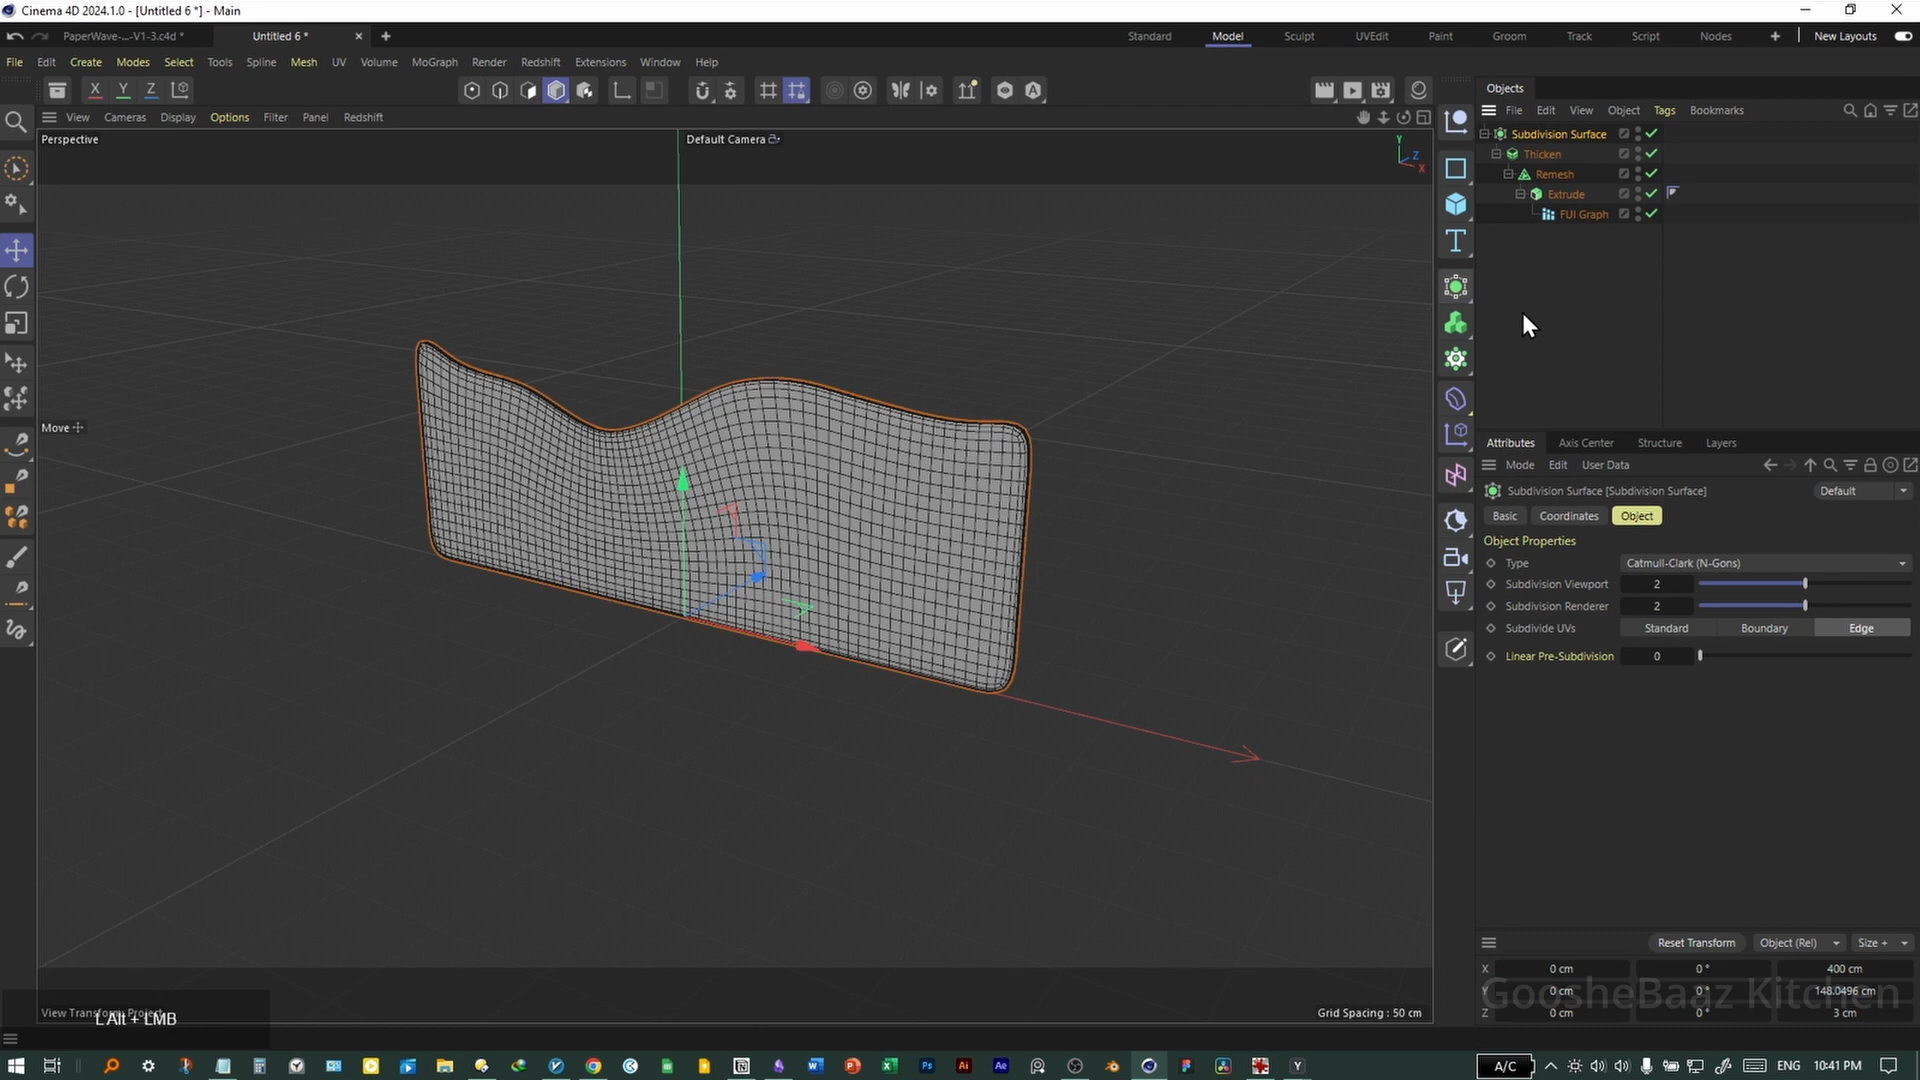 Cinema 4D 2024.1.0 - [Untitled 6 *] - Main
PaperWave-...-V1-3.c4d *
Untitled 6 *
Standard
Model
Sculpt
UVEdit
Paint
Groom
Track
Script
Nodes
New Layouts
File Edit Create Modes Select Tools Spline Mesh UV Volume MoGraph Render Redshift Extensions Window Help
X Y Z
Objects
View Cameras Display Options Filter Panel Redshift
File Edit View Object Tags Bookmarks
Perspective
Default Camera
Y
Z
X
Subdivision Surface
Thicken
Remesh
Extrude
FUI Graph
Move
Attributes Axis Center Structure Layers
Mode Edit User Data
Subdivision Surface [Subdivision Surface]
Default
Basic Coordinates Object
Object Properties
Type Catmull-Clark (N-Gons)
Subdivision Viewport 2
Subdivision Renderer 2
Subdivide UVs Standard Boundary Edge
Linear Pre-Subdivision 0
Reset Transform Object (Rel) Size +
X 0 cm 0 ° 400 cm
Y 0 cm 0 ° 148.0496 cm
Z 0 cm 0 ° 3 cm
GoosheBaaz Kitchen
View Transform: Project
L Alt + LMB
Grid Spacing : 50 cm
A/C
ENG
10:41 PM